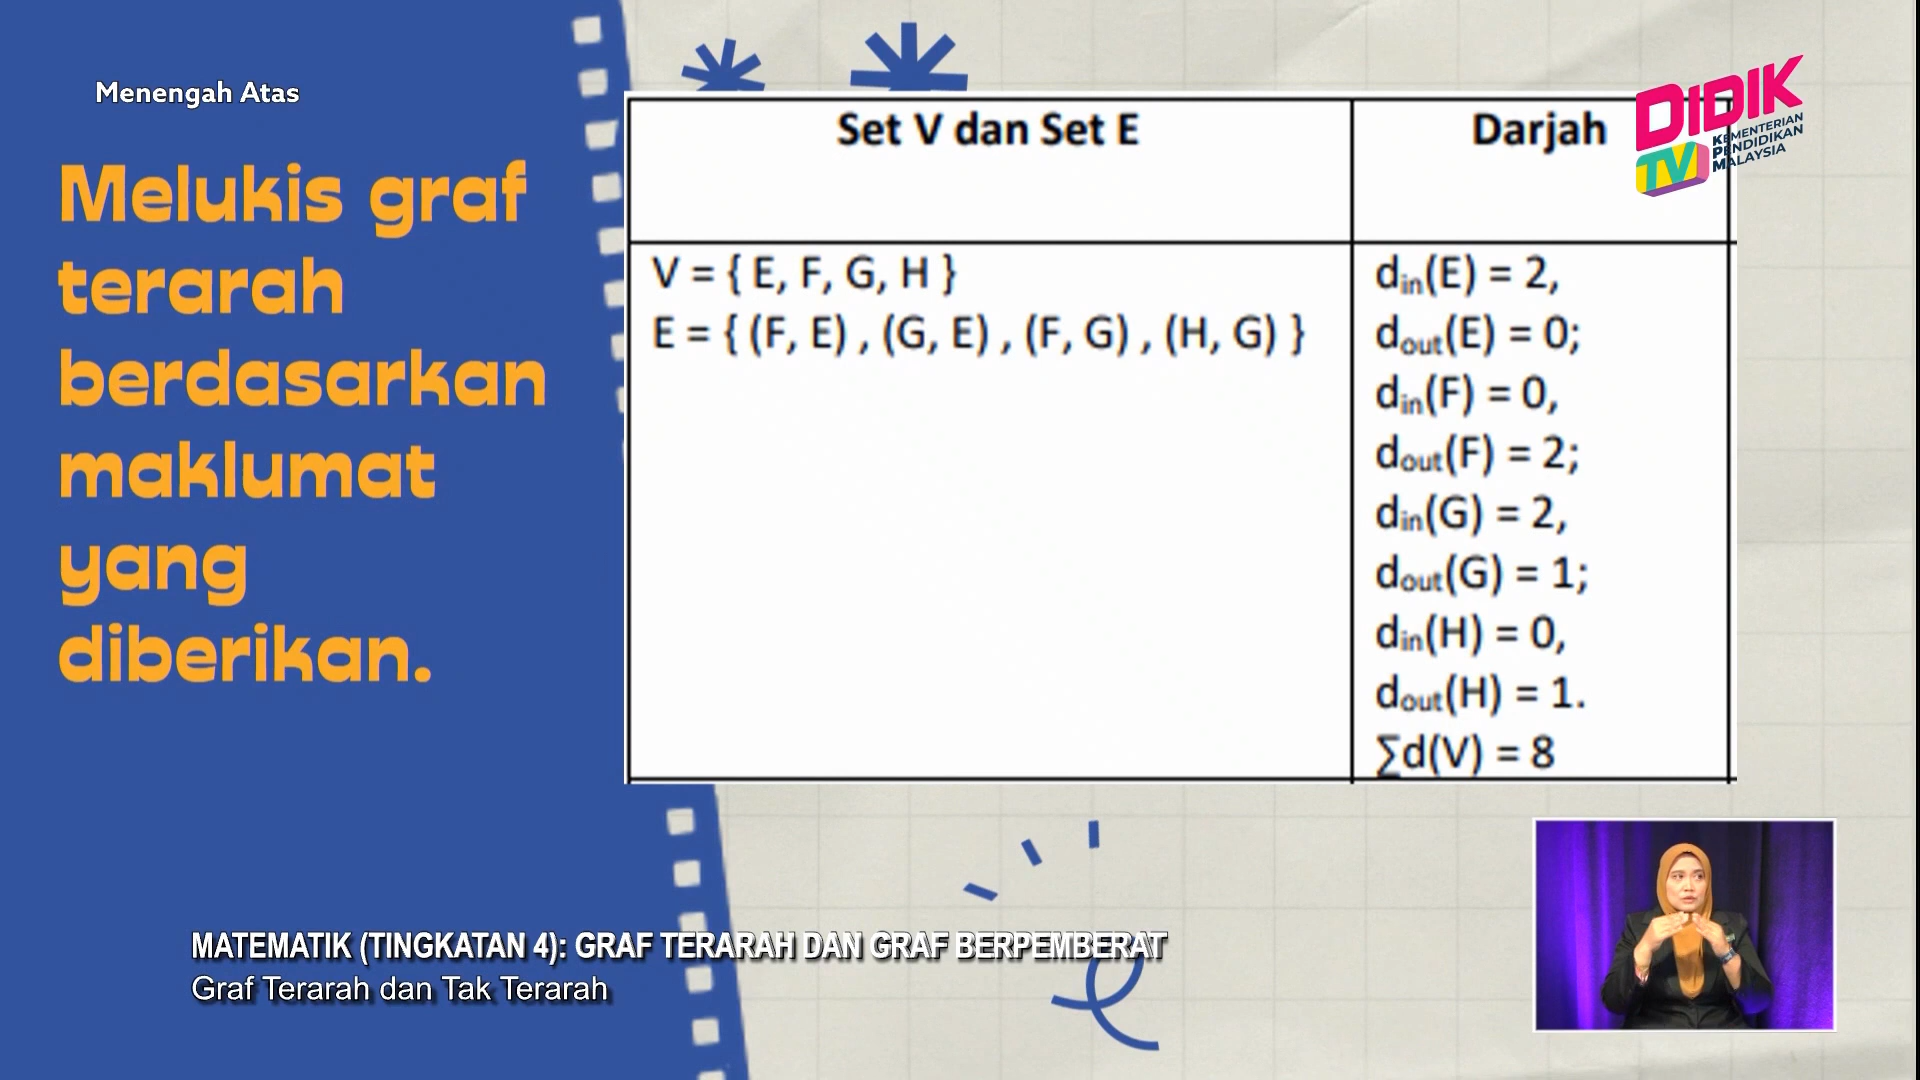 Menengah Atas
Melukis graf
terarah
berdasarkan
maklumat
yang
diberikan.
Set V dan Set E
Darjah
V = { E, F, G, H }
E = { (F, E) , (G, E) , (F, G) , (H, G) }
dᵢₙ(E) = 2,
dₒᵤₜ(E) = 0;
dᵢₙ(F) = 0,
dₒᵤₜ(F) = 2;
dᵢₙ(G) = 2,
dₒᵤₜ(G) = 1;
dᵢₙ(H) = 0,
dₒᵤₜ(H) = 1.
∑d(V) = 8
DIDIK
TV
KEMENTERIAN
PENDIDIKAN
MALAYSIA
MATEMATIK (TINGKATAN 4): GRAF TERARAH DAN GRAF BERPEMBERAT
Graf Terarah dan Tak Terarah